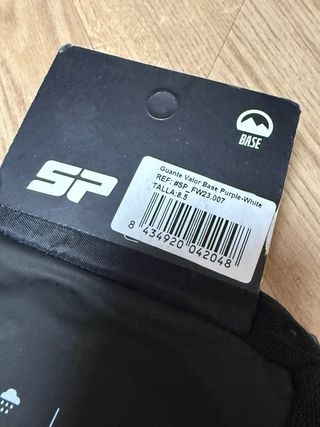 SP
BASE
Guante Valor Base Purple-White
REF: #SP_FW23.007
TALLA:8.5
8 434920 042048